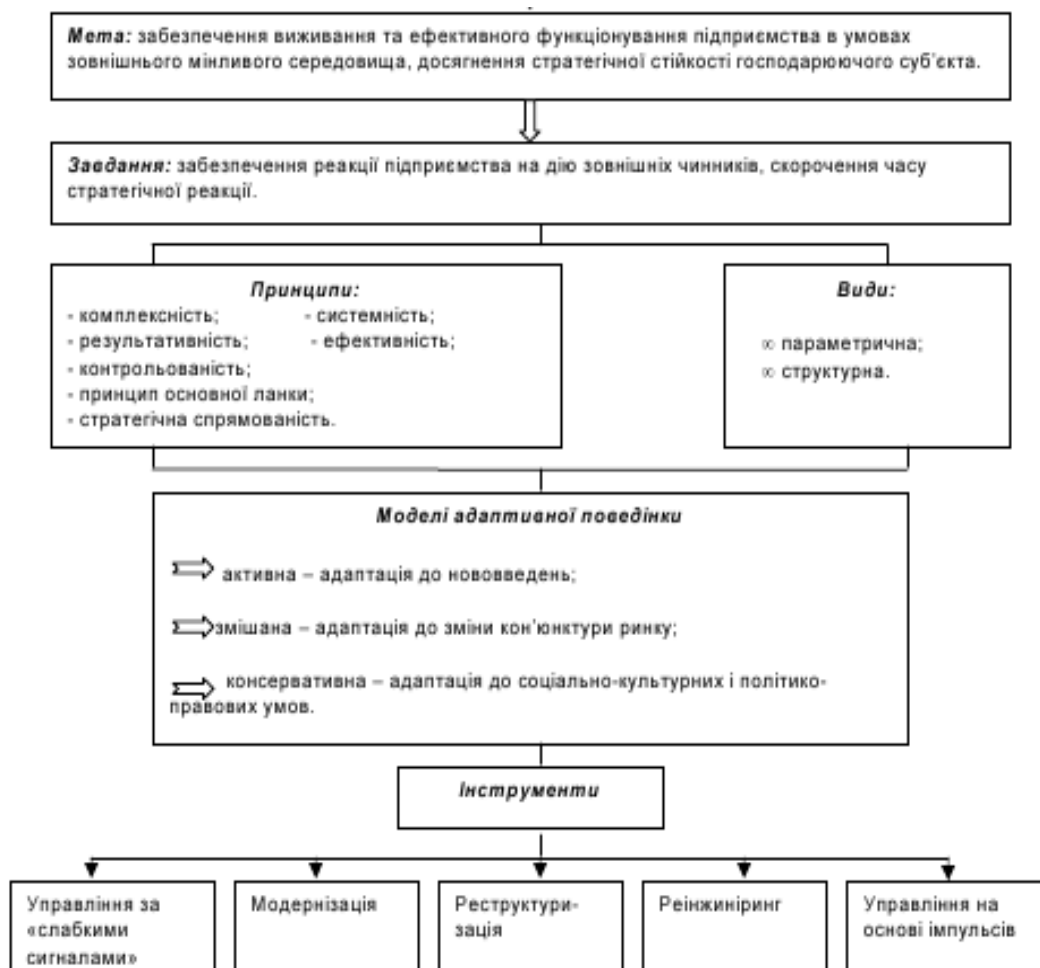 Мета: забезпечення виживання та ефективного функціонування підприємства в умовах
зовнішнього мінливого середовища, досягнення стратегічної стійкості господарюючого суб'єкта.
Завдання: забезпечення реакції підприємства на дію зовнішніх чинників, скорочення часу
стратегічної реакції.
Принципи:
- комплексність; - системність;
- результативність; - ефективність;
- контрольованість;
- принцип основної ланки;
- стратегічна спрямованість.
Види:
∞ параметрична;
∞ структурна.
Моделі адаптивної поведінки
активна – адаптація до нововведень;
змішана – адаптація до зміни кон'юнктури ринку;
консервативна – адаптація до соціально-культурних і політико-
правових умов.
Інструменти
Управління за
«слабкими
сигналами»
Модернізація
Реструктури-
зація
Реінжиніринг
Управління на
основі імпульсів